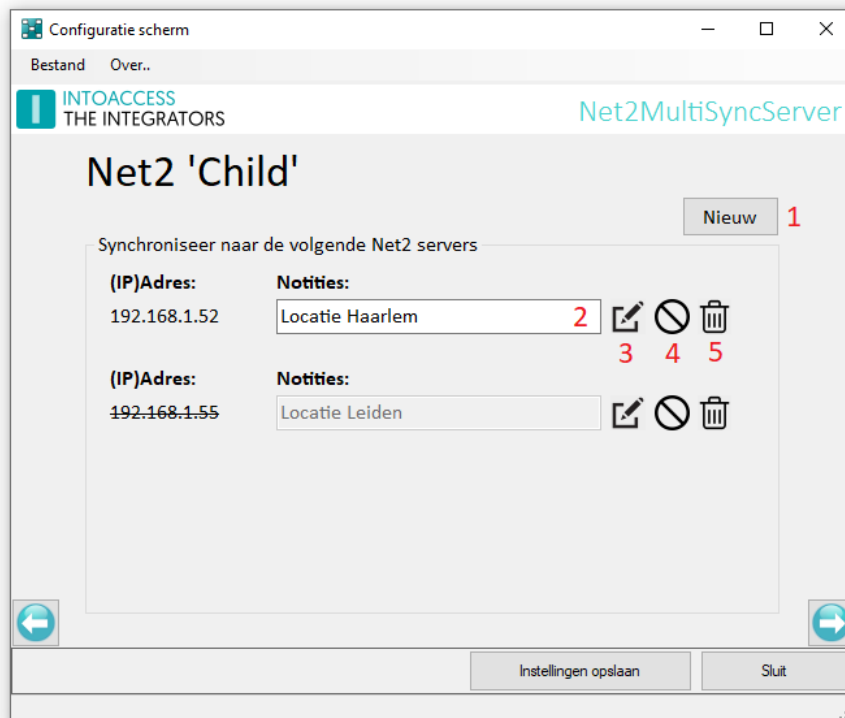 Configuratie scherm
Bestand Over..
INTOACCESS
THE INTEGRATORS
Net2MultiSyncServer
Net2 'Child'
Nieuw 1
Synchroniseer naar de volgende Net2 servers
(IP)Adres: Notities:
192.168.1.52 Locatie Haarlem 2
3 4 5
(IP)Adres: Notities:
192.168.1.55 Locatie Leiden
Instellingen opslaan Sluit